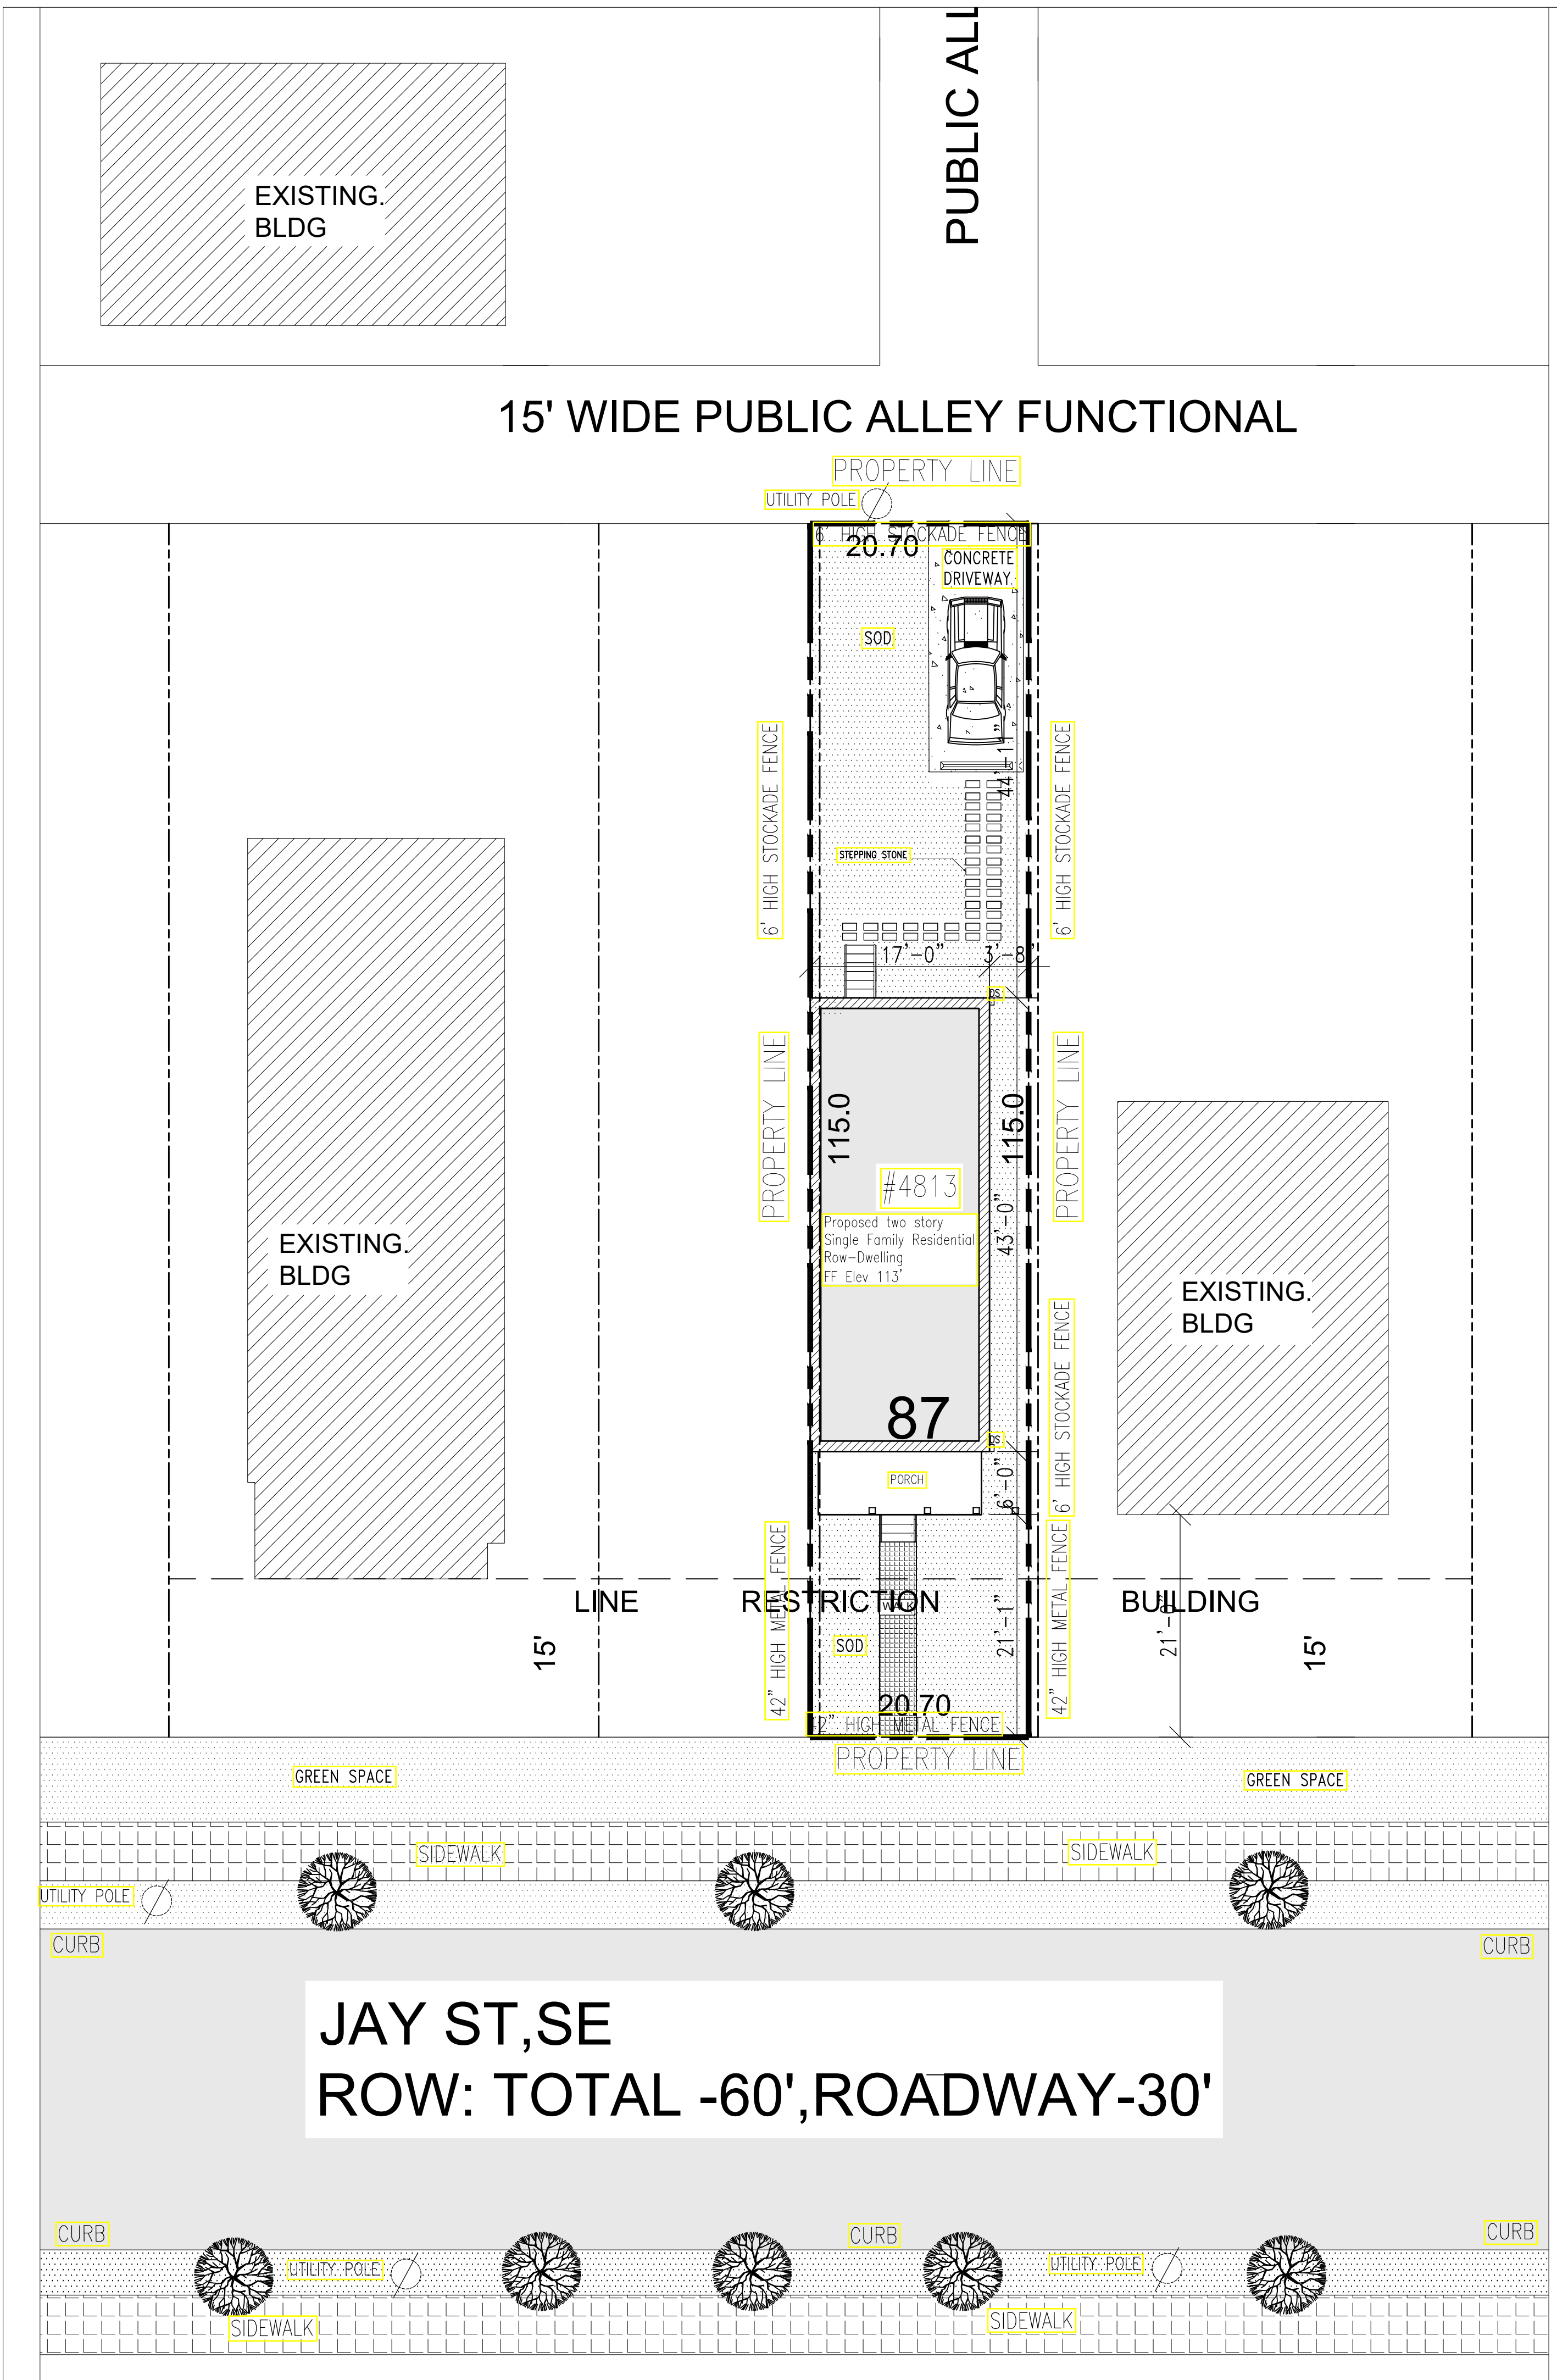 PUBLIC ALL
EXISTING.
BLDG
15' WIDE PUBLIC ALLEY FUNCTIONAL
PROPERTY LINE
UTILITY POLE
6' HIGH STOCKADE FENCE
20.70
CONCRETE
DRIVEWAY
SOD
6' HIGH STOCKADE FENCE
6' HIGH STOCKADE FENCE
44'-11"
STEPPING STONE
17'-0"
3'-8"
DS
PROPERTY LINE
115.0
115.0
PROPERTY LINE
#4813
Proposed two story
Single Family Residential
Row-Dwelling
FF Elev 113'
43'-0"
EXISTING.
BLDG
EXISTING.
BLDG
6' HIGH STOCKADE FENCE
87
DS
PORCH
6'-0"
42" HIGH METAL FENCE
42" HIGH METAL FENCE
LINE
RESTRICTION
BUILDING
WALK
15'
SOD
21'-1"
21'-0"
15'
20.70
42" HIGH METAL FENCE
PROPERTY LINE
GREEN SPACE
GREEN SPACE
SIDEWALK
SIDEWALK
UTILITY POLE
CURB
CURB
JAY ST,SE
ROW: TOTAL -60',ROADWAY-30'
CURB
CURB
CURB
UTILITY POLE
UTILITY POLE
SIDEWALK
SIDEWALK